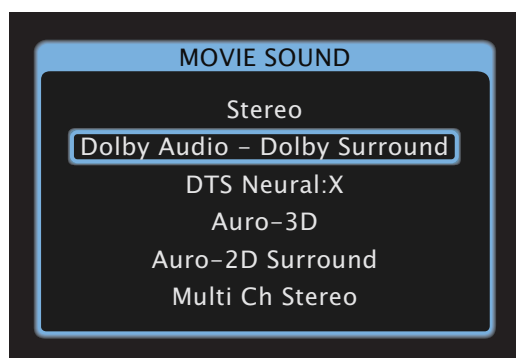 MOVIE SOUND
Stereo
Dolby Audio – Dolby Surround
DTS Neural:X
Auro-3D
Auro-2D Surround
Multi Ch Stereo